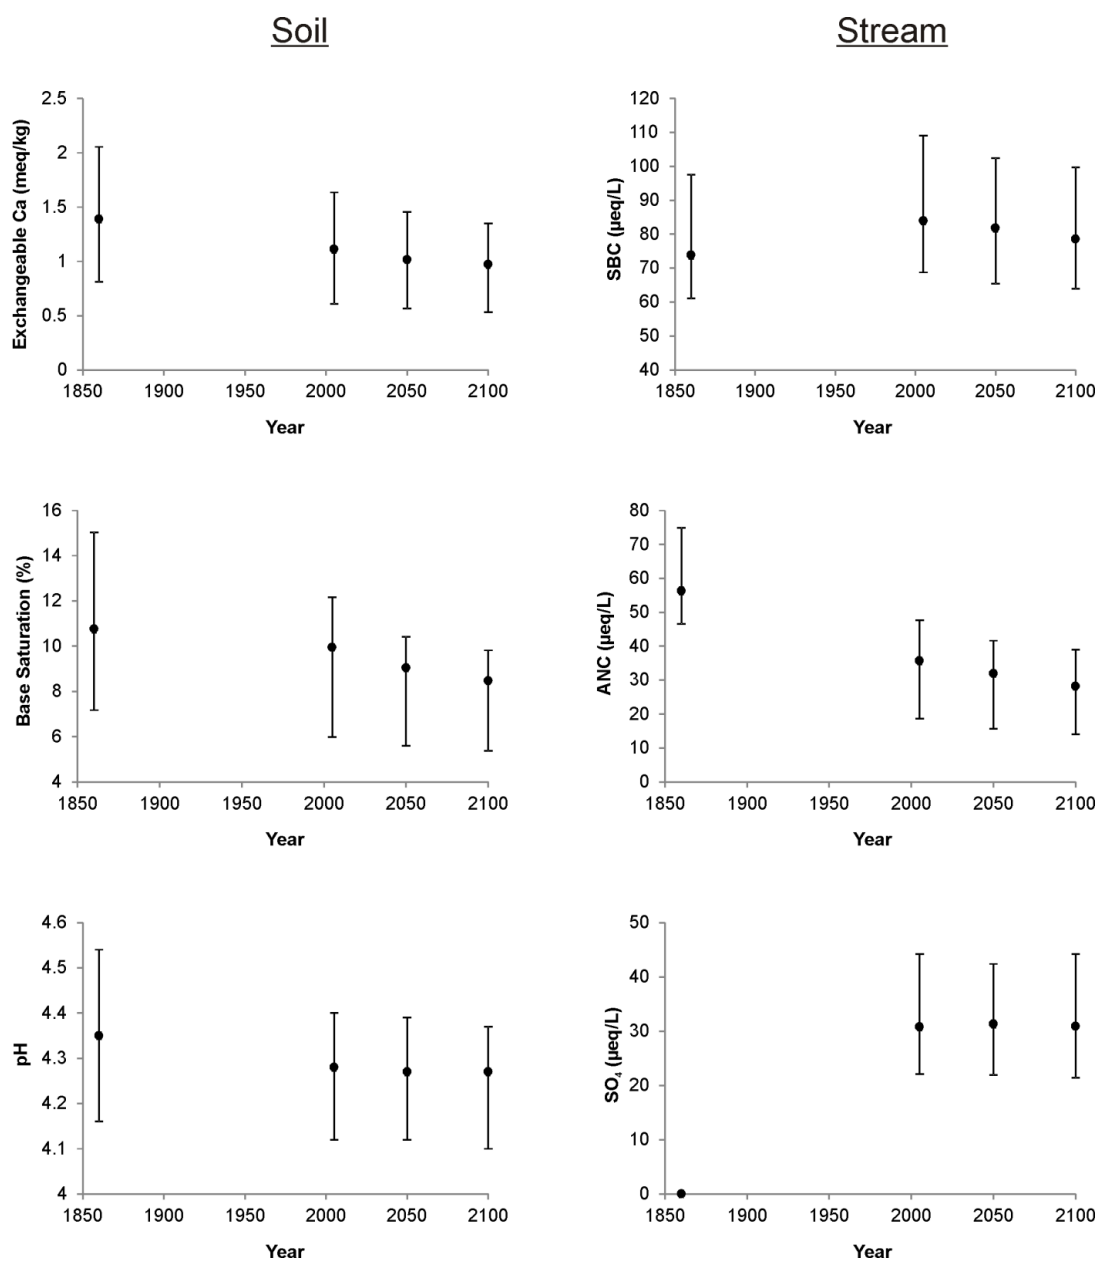 Soil
Stream
Exchangeable Ca (meq/kg)
2.5
2
1.5
1
0.5
0
1850 1900 1950 2000 2050 2100
Year
SBC (µeq/L)
120
110
100
90
80
70
60
50
40
1850 1900 1950 2000 2050 2100
Year
Base Saturation (%)
16
14
12
10
8
6
4
1850 1900 1950 2000 2050 2100
Year
ANC (µeq/L)
80
70
60
50
40
30
20
10
0
1850 1900 1950 2000 2050 2100
Year
pH
4.6
4.5
4.4
4.3
4.2
4.1
4
1850 1900 1950 2000 2050 2100
Year
SO₄ (µeq/L)
50
40
30
20
10
0
1850 1900 1950 2000 2050 2100
Year